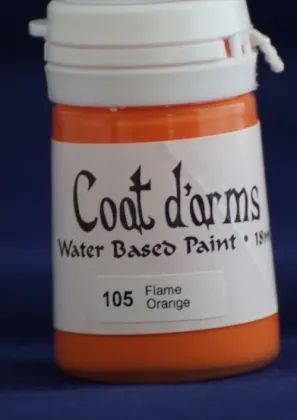 Coat d'arms
Water Based Paint • 18m
105 Flame
Orange